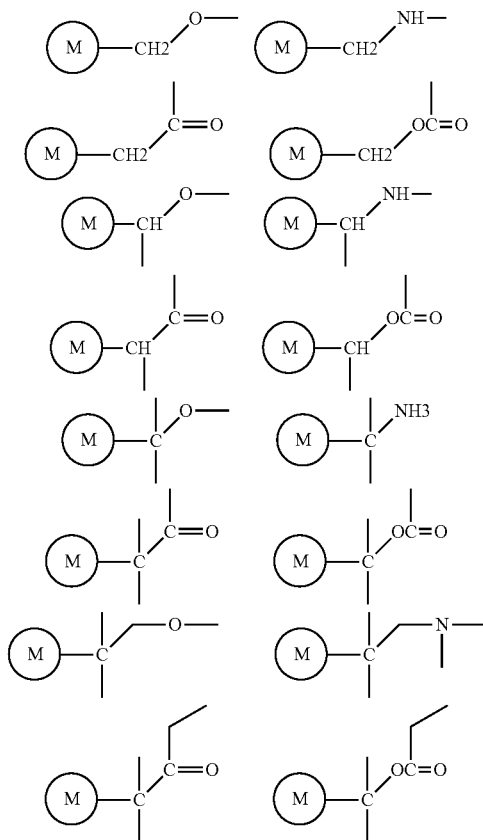 M CH2 O M CH2 NH
M CH2 C=O M CH2 OC=O
M CH O M CH NH
M CH C=O M CH OC=O
M C O M C NH3
M C C=O M C OC=O
M C O M C N
M C C=O M C OC=O